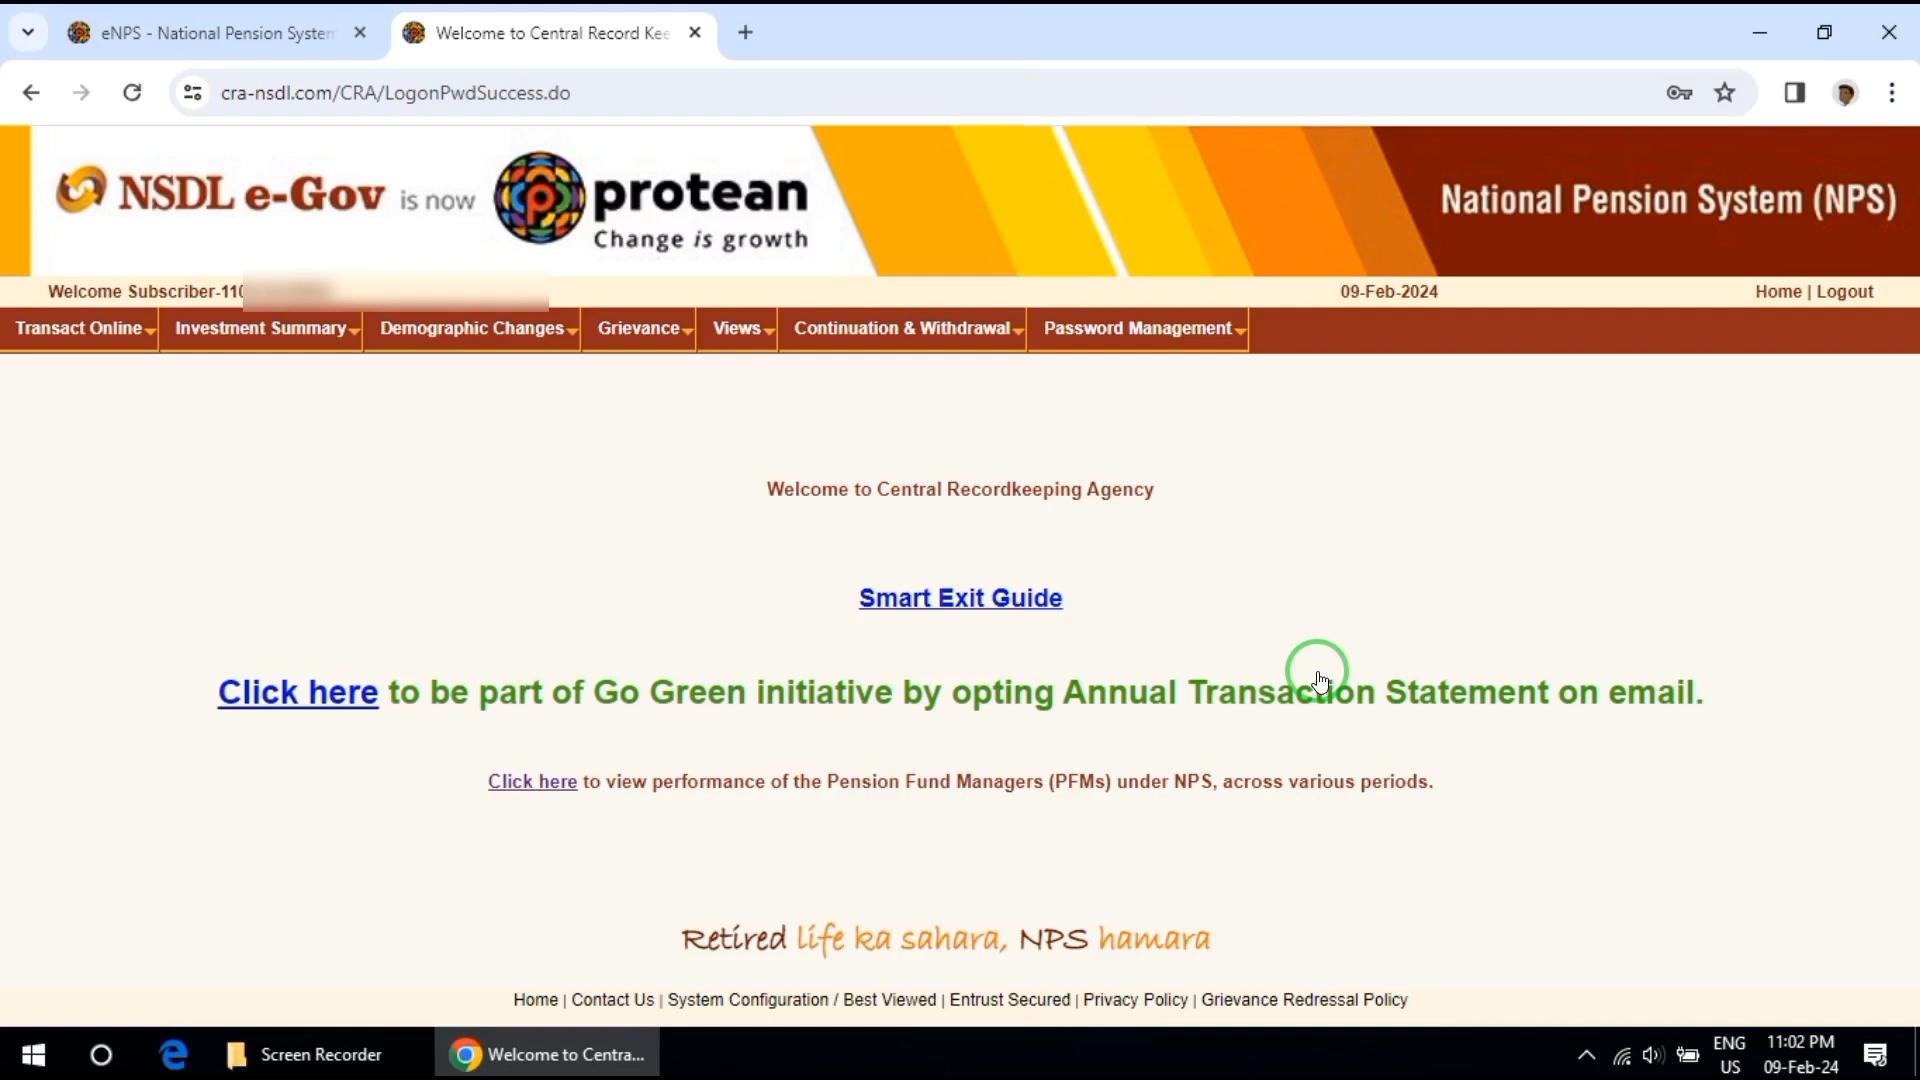 eNPS - National Pension System
Welcome to Central Record Kee
cra-nsdl.com/CRA/LogonPwdSuccess.do
NSDL e-Gov is now protean
Change is growth
National Pension System (NPS)
Welcome Subscriber-110
09-Feb-2024
Home | Logout
Transact Online
Investment Summary
Demographic Changes
Grievance
Views
Continuation & Withdrawal
Password Management
Welcome to Central Recordkeeping Agency
Smart Exit Guide
Click here to be part of Go Green initiative by opting Annual Transaction Statement on email.
Click here to view performance of the Pension Fund Managers (PFMs) under NPS, across various periods.
Retired life ka sahara, NPS hamara
Home | Contact Us | System Configuration / Best Viewed | Entrust Secured | Privacy Policy | Grievance Redressal Policy
Screen Recorder
Welcome to Centra...
ENG
US
11:02 PM
09-Feb-24